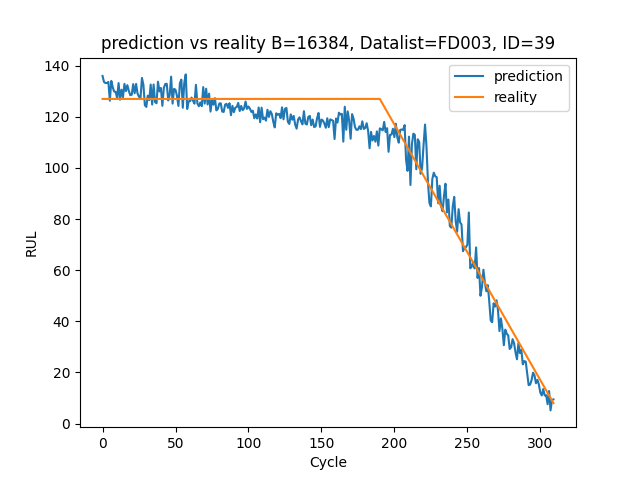 prediction vs reality B=16384, Datalist=FD003, ID=39
prediction
reality
140
120
100
80
60
40
20
0
RUL
0 50 100 150 200 250 300
Cycle